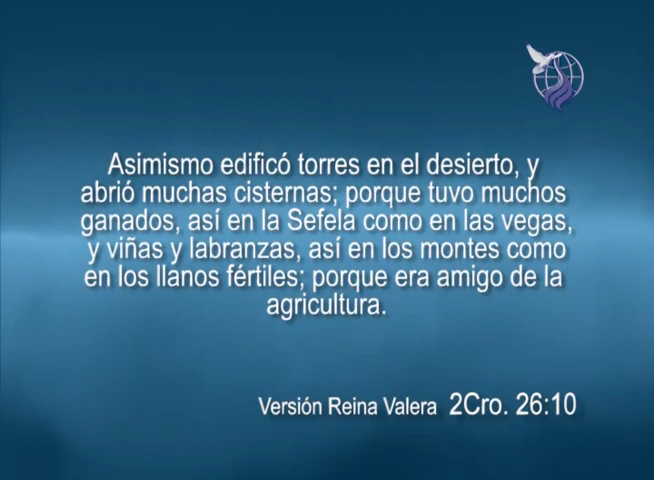 Asimismo edificó torres en el desierto, y
abrió muchas cisternas; porque tuvo muchos
ganados, así en la Sefela como en las vegas,
y viñas y labranzas, así en los montes como
en los llanos fértiles; porque era amigo de la
agricultura.
Versión Reina Valera 2Cro. 26:10